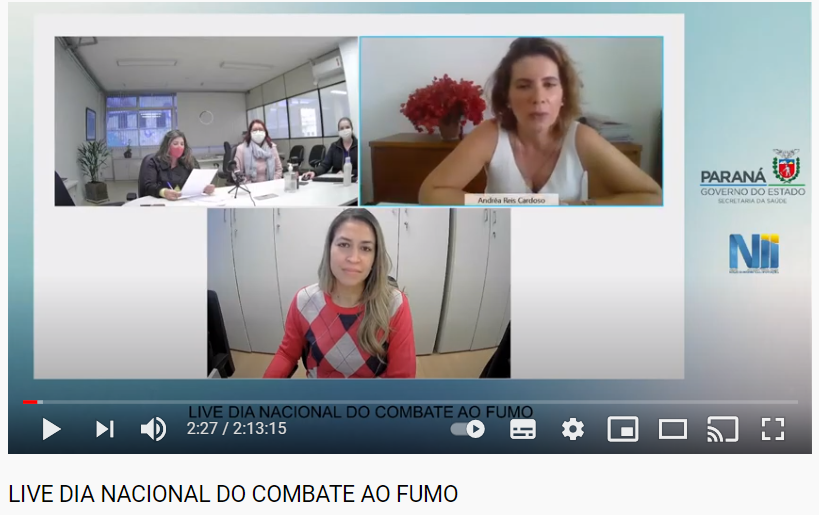 Andréa Reis Cardoso
PARANÁ
GOVERNO DO ESTADO
SECRETARIA DA SAÚDE
Nii
LIVE DIA NACIONAL DO COMBATE AO FUMO
2:27 / 2:13:15
LIVE DIA NACIONAL DO COMBATE AO FUMO